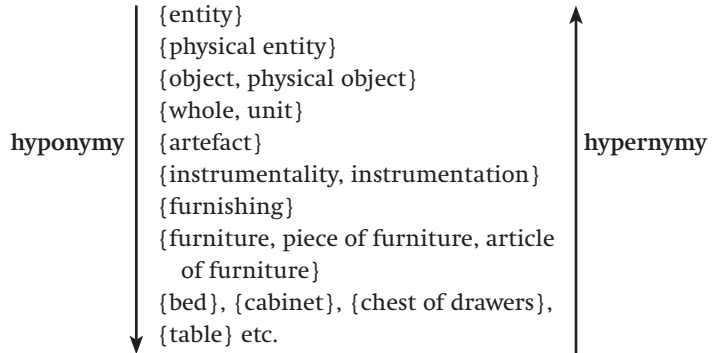 {entity}
{physical entity}
{object, physical object}
{whole, unit}
hyponymy
{artefact}
hypernymy
{instrumentality, instrumentation}
{furnishing}
{furniture, piece of furniture, article
of furniture}
{bed}, {cabinet}, {chest of drawers},
{table} etc.